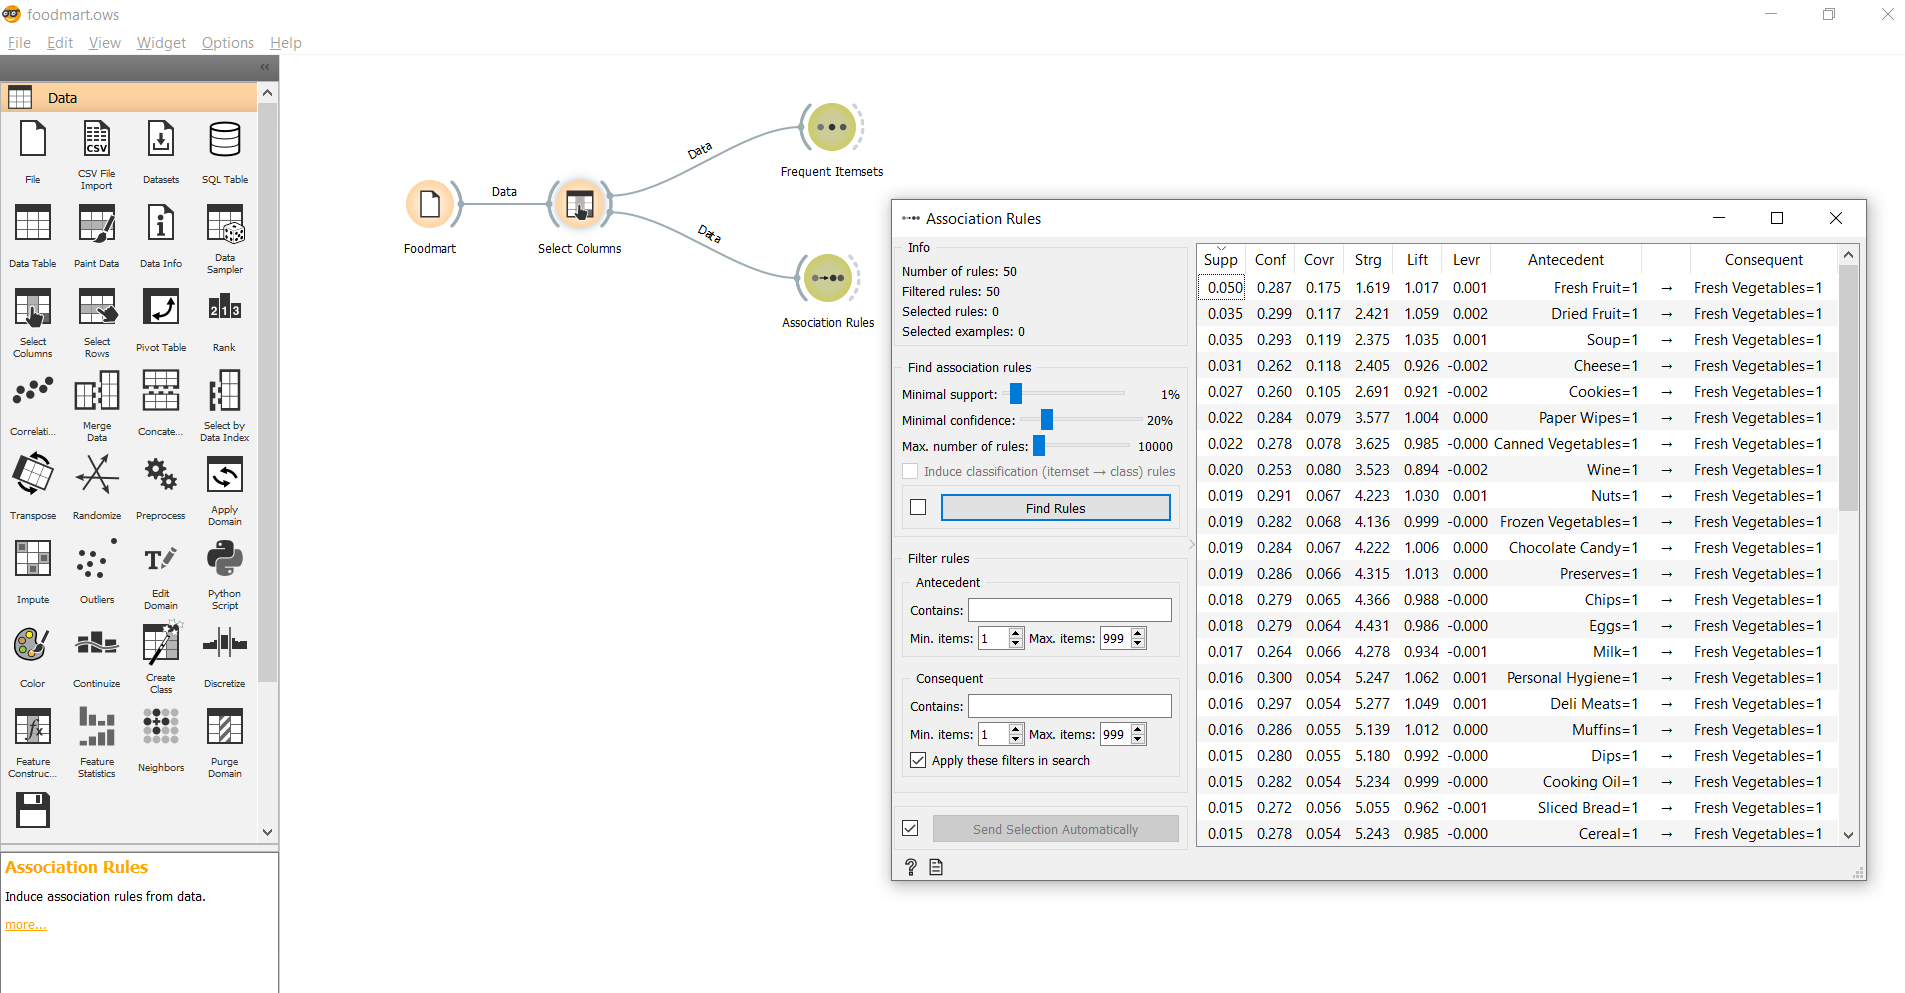 foodmart.ows
File Edit View Widget Options Help
Data
File
CSV File Import
Datasets
SQL Table
Data Table
Paint Data
Data Info
Data Sampler
Select Columns
Select Rows
Pivot Table
Rank
Correlati...
Merge Data
Concate...
Select by Data Index
Transpose
Randomize
Preprocess
Apply Domain
Impute
Outliers
Edit Domain
Python Script
Color
Continuize
Create Class
Discretize
Feature Construc...
Feature Statistics
Neighbors
Purge Domain
Association Rules
Induce association rules from data.
more...
Foodmart
Data
Select Columns
Data
Data
Frequent Itemsets
Association Rules
Association Rules
Info
Number of rules: 50
Filtered rules: 50
Selected rules: 0
Selected examples: 0
Find association rules
Minimal support: 1%
Minimal confidence: 20%
Max. number of rules: 10000
Induce classification (itemset → class) rules
Find Rules
Filter rules
Antecedent
Contains:
Min. items: 1 Max. items: 999
Consequent
Contains:
Min. items: 1 Max. items: 999
Apply these filters in search
Send Selection Automatically
Supp Conf Covr Strg Lift Levr Antecedent Consequent
0.050 0.287 0.175 1.619 1.017 0.001 Fresh Fruit=1 → Fresh Vegetables=1
0.035 0.299 0.117 2.421 1.059 0.002 Dried Fruit=1 → Fresh Vegetables=1
0.035 0.293 0.119 2.375 1.035 0.001 Soup=1 → Fresh Vegetables=1
0.031 0.262 0.118 2.405 0.926 -0.002 Cheese=1 → Fresh Vegetables=1
0.027 0.260 0.105 2.691 0.921 -0.002 Cookies=1 → Fresh Vegetables=1
0.022 0.284 0.079 3.577 1.004 0.000 Paper Wipes=1 → Fresh Vegetables=1
0.022 0.278 0.078 3.625 0.985 -0.000 Canned Vegetables=1 → Fresh Vegetables=1
0.020 0.253 0.080 3.523 0.894 -0.002 Wine=1 → Fresh Vegetables=1
0.019 0.291 0.067 4.223 1.030 0.001 Nuts=1 → Fresh Vegetables=1
0.019 0.282 0.068 4.136 0.999 -0.000 Frozen Vegetables=1 → Fresh Vegetables=1
0.019 0.284 0.067 4.222 1.006 0.000 Chocolate Candy=1 → Fresh Vegetables=1
0.019 0.286 0.066 4.315 1.013 0.000 Preserves=1 → Fresh Vegetables=1
0.018 0.279 0.065 4.366 0.988 -0.000 Chips=1 → Fresh Vegetables=1
0.018 0.279 0.064 4.431 0.986 -0.000 Eggs=1 → Fresh Vegetables=1
0.017 0.264 0.066 4.278 0.934 -0.001 Milk=1 → Fresh Vegetables=1
0.016 0.300 0.054 5.247 1.062 0.001 Personal Hygiene=1 → Fresh Vegetables=1
0.016 0.297 0.054 5.277 1.049 0.001 Deli Meats=1 → Fresh Vegetables=1
0.016 0.286 0.055 5.139 1.012 0.000 Muffins=1 → Fresh Vegetables=1
0.015 0.280 0.055 5.180 0.992 -0.000 Dips=1 → Fresh Vegetables=1
0.015 0.282 0.054 5.234 0.999 -0.000 Cooking Oil=1 → Fresh Vegetables=1
0.015 0.272 0.056 5.055 0.962 -0.001 Sliced Bread=1 → Fresh Vegetables=1
0.015 0.278 0.054 5.243 0.985 -0.000 Cereal=1 → Fresh Vegetables=1